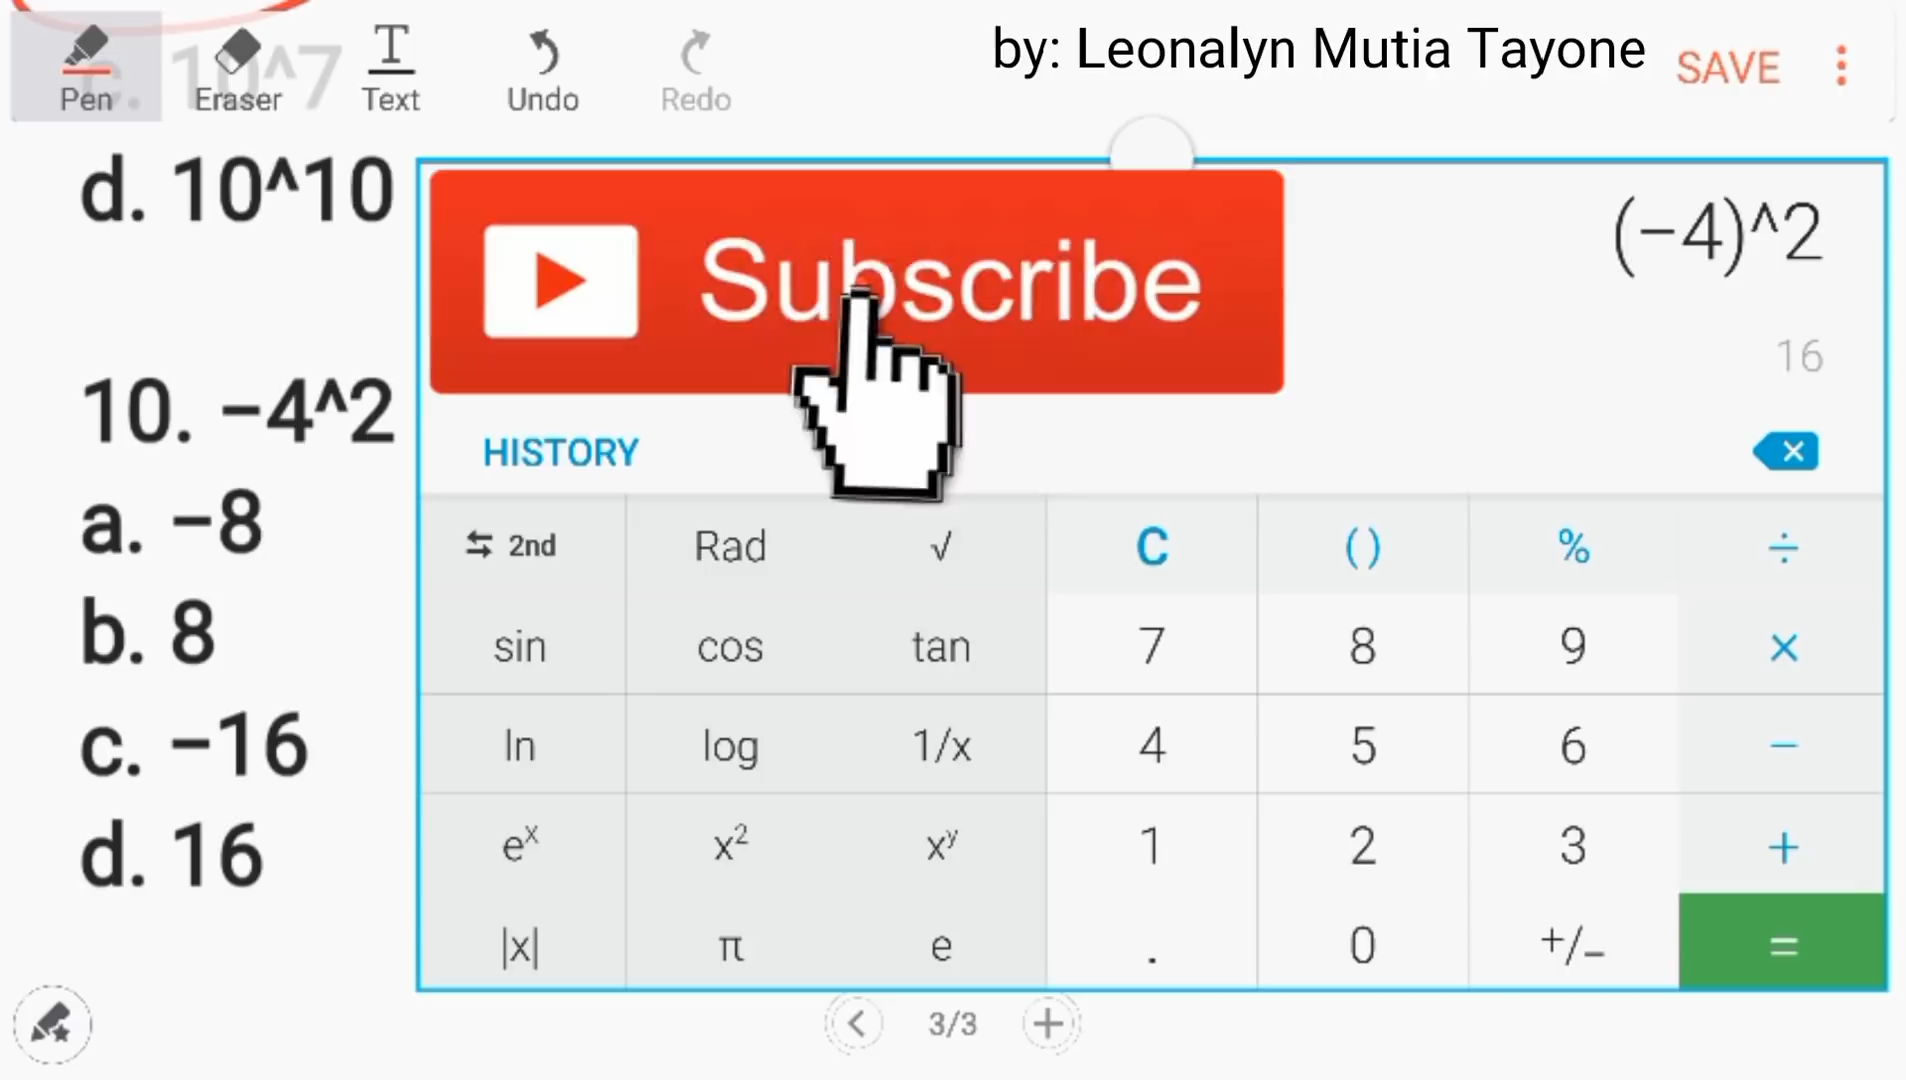 by: Leonalyn Mutia Tayone
SAVE
Pen
Eraser
Text
Undo
Redo
c. 10^7
d. 10^10
10. −4^2
a. −8
b. 8
c. −16
d. 16
Subscribe
(−4)^2
16
HISTORY
2nd Rad √ C () % ÷
sin cos tan 7 8 9 ×
ln log 1/x 4 5 6 −
eˣ x² xʸ 1 2 3 +
|x| π e . 0 +/− =
3/3